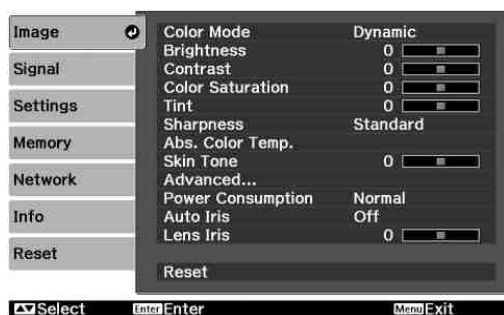 Image
Signal
Settings
Memory
Network
Info
Reset
Color Mode Dynamic
Brightness 0
Contrast 0
Color Saturation 0
Tint 0
Sharpness Standard
Abs. Color Temp.
Skin Tone 0
Advanced...
Power Consumption Normal
Auto Iris Off
Lens Iris 0
Reset
Select Enter Enter Menu Exit